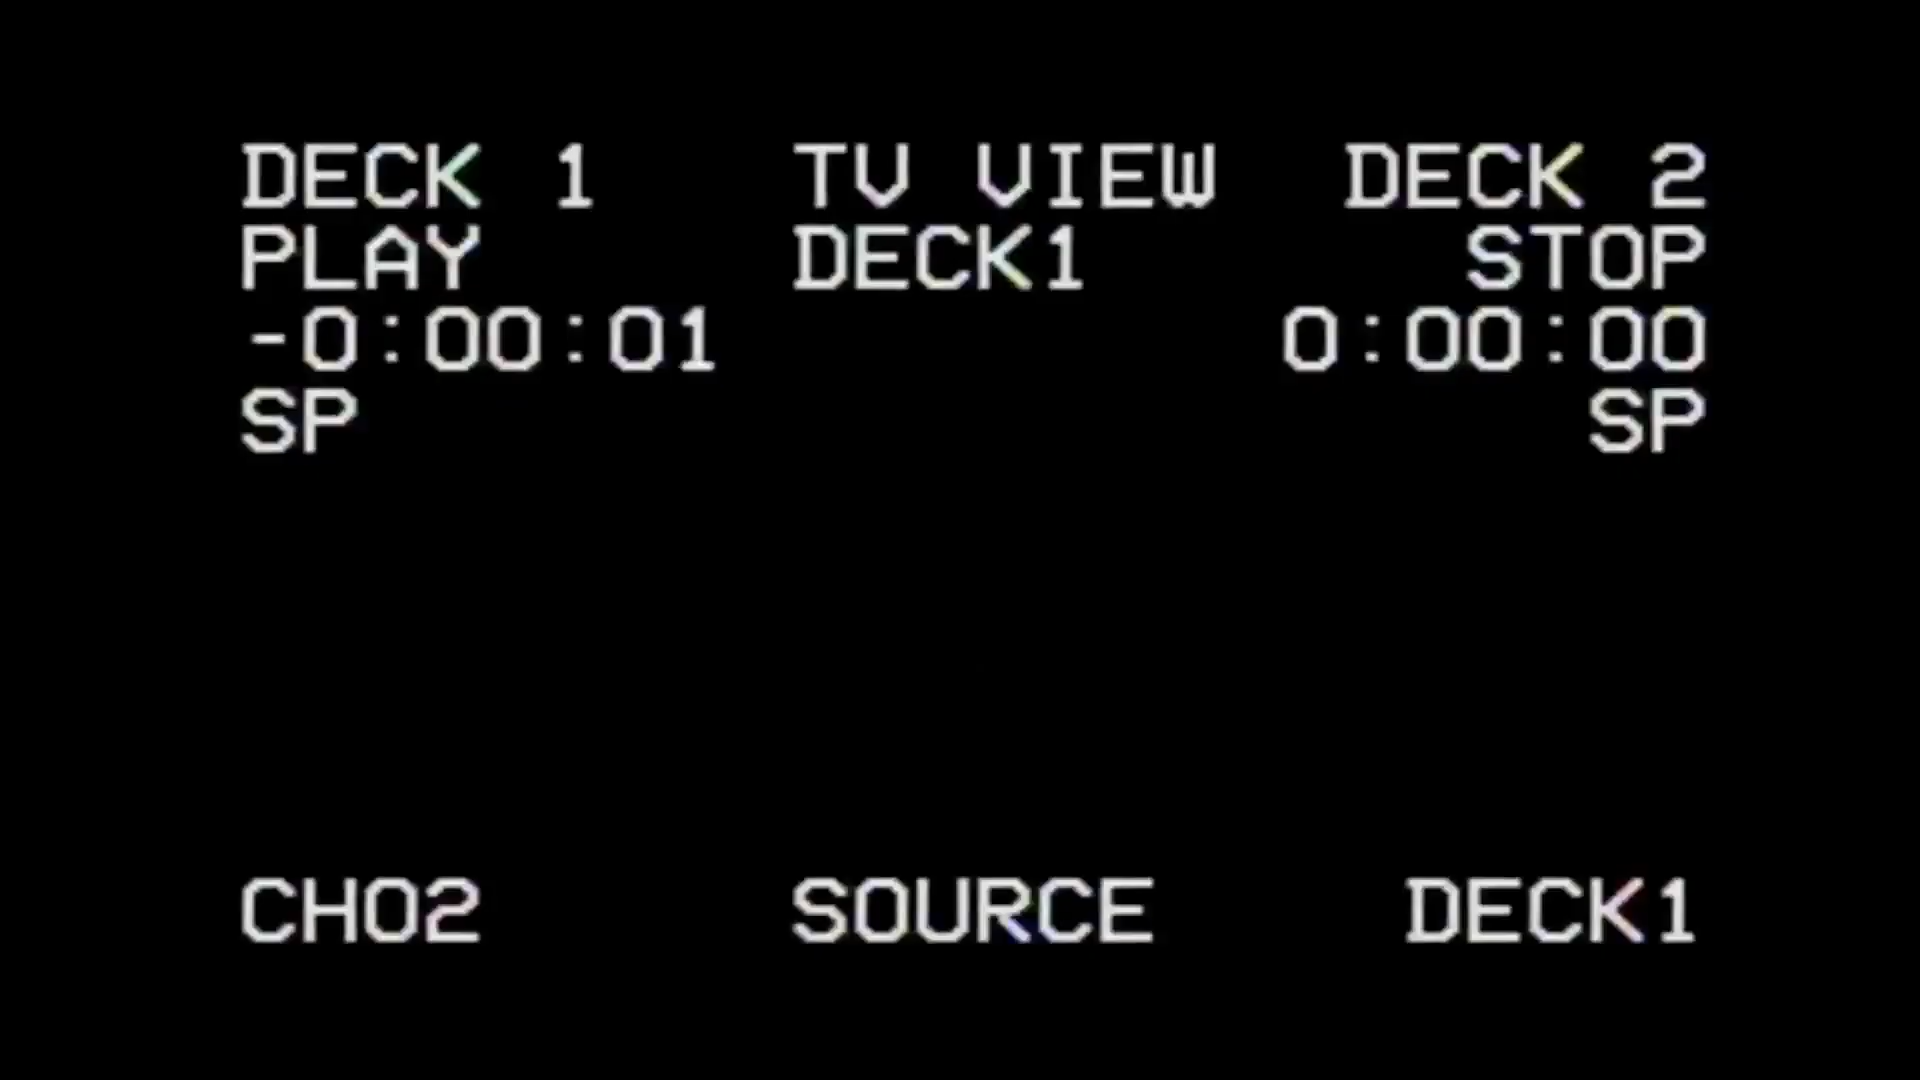 DECK 1 TV VIEW DECK 2
PLAY DECK1 STOP
-0:00:01 0:00:00
SP SP
CH02 SOURCE DECK1